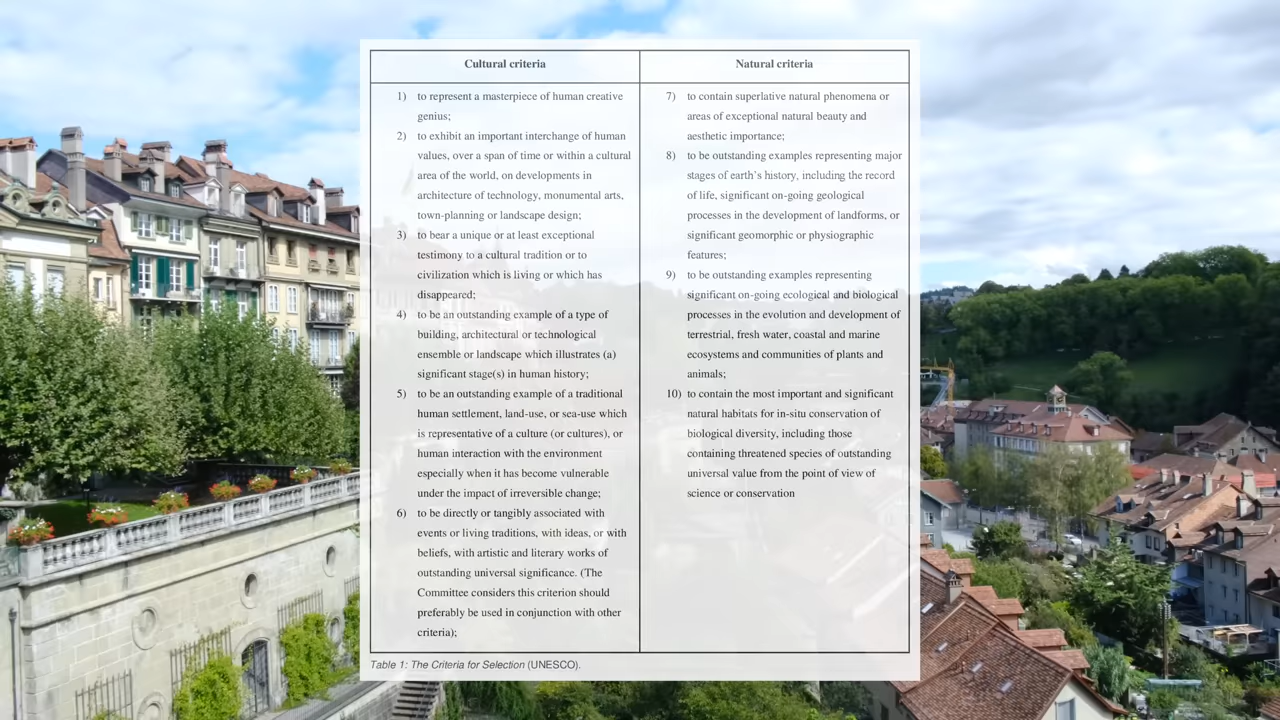 Cultural criteria
1) to represent a masterpiece of human creative
genius;
2) to exhibit an important interchange of human
values, over a span of time or within a cultural
area of the world, on developments in
architecture of technology, monumental arts,
town-planning or landscape design;
3) to bear a unique or at least exceptional
testimony to a cultural tradition or to
civilization which is living or which has
disappeared;
4) to be an outstanding example of a type of
building, architectural or technological
ensemble or landscape which illustrates (a)
significant stage(s) in human history;
5) to be an outstanding example of a traditional
human settlement, land-use, or sea-use which
is representative of a culture (or cultures), or
human interaction with the environment
especially when it has become vulnerable
under the impact of irreversible change;
6) to be directly or tangibly associated with
events or living traditions, with ideas, or with
beliefs, with artistic and literary works of
outstanding universal significance. (The
Committee considers this criterion should
preferably be used in conjunction with other
criteria);
Natural criteria
7) to contain superlative natural phenomena or
areas of exceptional natural beauty and
aesthetic importance;
8) to be outstanding examples representing major
stages of earth's history, including the record
of life, significant on-going geological
processes in the development of landforms, or
significant geomorphic or physiographic
features;
9) to be outstanding examples representing
significant on-going ecological and biological
processes in the evolution and development of
terrestrial, fresh water, coastal and marine
ecosystems and communities of plants and
animals;
10) to contain the most important and significant
natural habitats for in-situ conservation of
biological diversity, including those
containing threatened species of outstanding
universal value from the point of view of
science or conservation
Table 1: The Criteria for Selection (UNESCO).